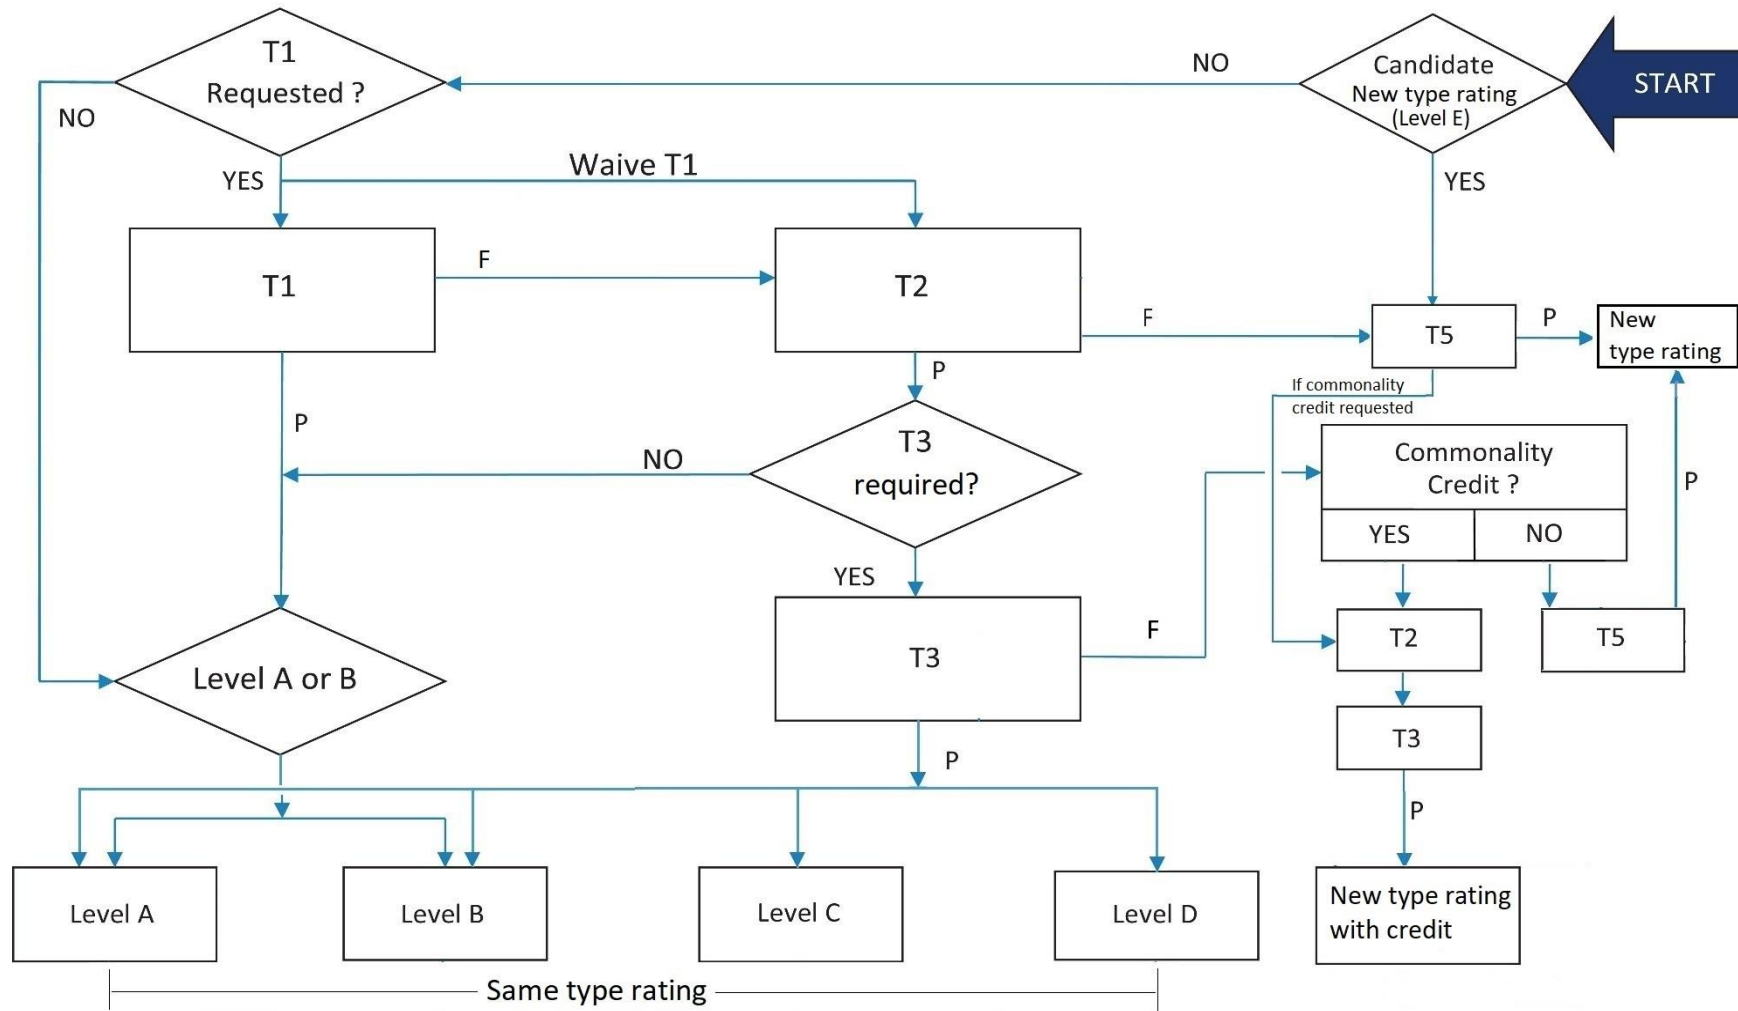 T1
Requested ?
NO
Candidate
New type rating
(Level E)
START
NO
YES
Waive T1
YES
T1
F
T2
F
T5
P
New
type rating
P
If commonality
credit requested
P
T3
required?
NO
Commonality
Credit ?
YES
NO
P
YES
T3
F
T2
T5
Level A or B
P
T3
P
Level A
Level B
Level C
Level D
New type rating
with credit
Same type rating